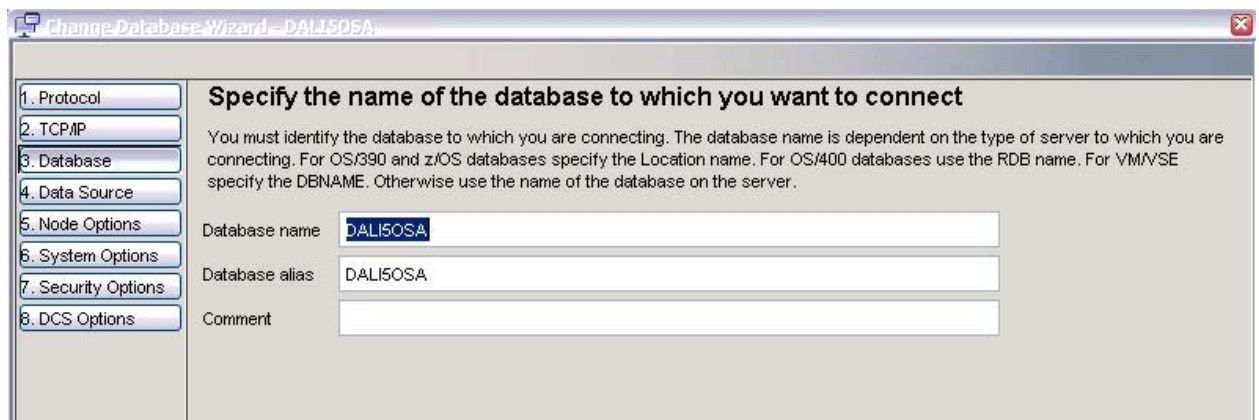 Change Database Wizard - DALI5OSA
1. Protocol
2. TCP/IP
3. Database
4. Data Source
5. Node Options
6. System Options
7. Security Options
8. DCS Options
Specify the name of the database to which you want to connect
You must identify the database to which you are connecting. The database name is dependent on the type of server to which you are
connecting. For OS/390 and z/OS databases specify the Location name. For OS/400 databases use the RDB name. For VM/VSE
specify the DBNAME. Otherwise use the name of the database on the server.
Database name DALI5OSA
Database alias DALI5OSA
Comment